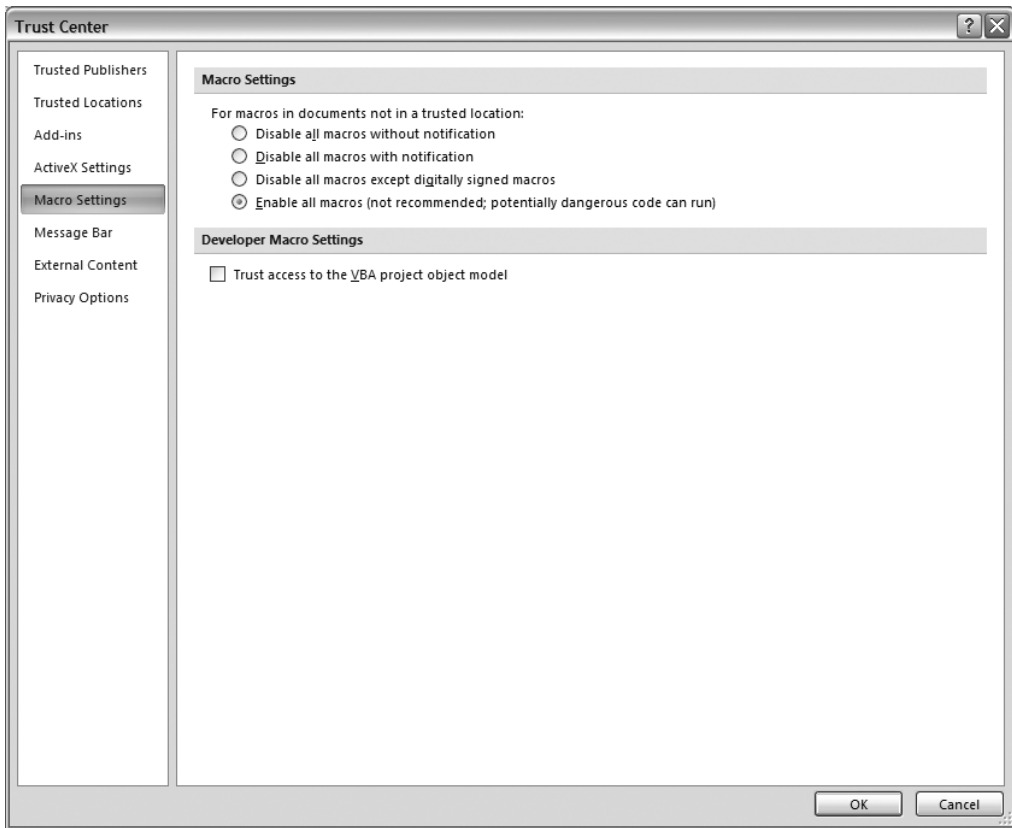 Trust Center
Trusted Publishers
Trusted Locations
Add-ins
ActiveX Settings
Macro Settings
Message Bar
External Content
Privacy Options
Macro Settings
For macros in documents not in a trusted location:
Disable all macros without notification
Disable all macros with notification
Disable all macros except digitally signed macros
Enable all macros (not recommended; potentially dangerous code can run)
Developer Macro Settings
Trust access to the VBA project object model
OK
Cancel